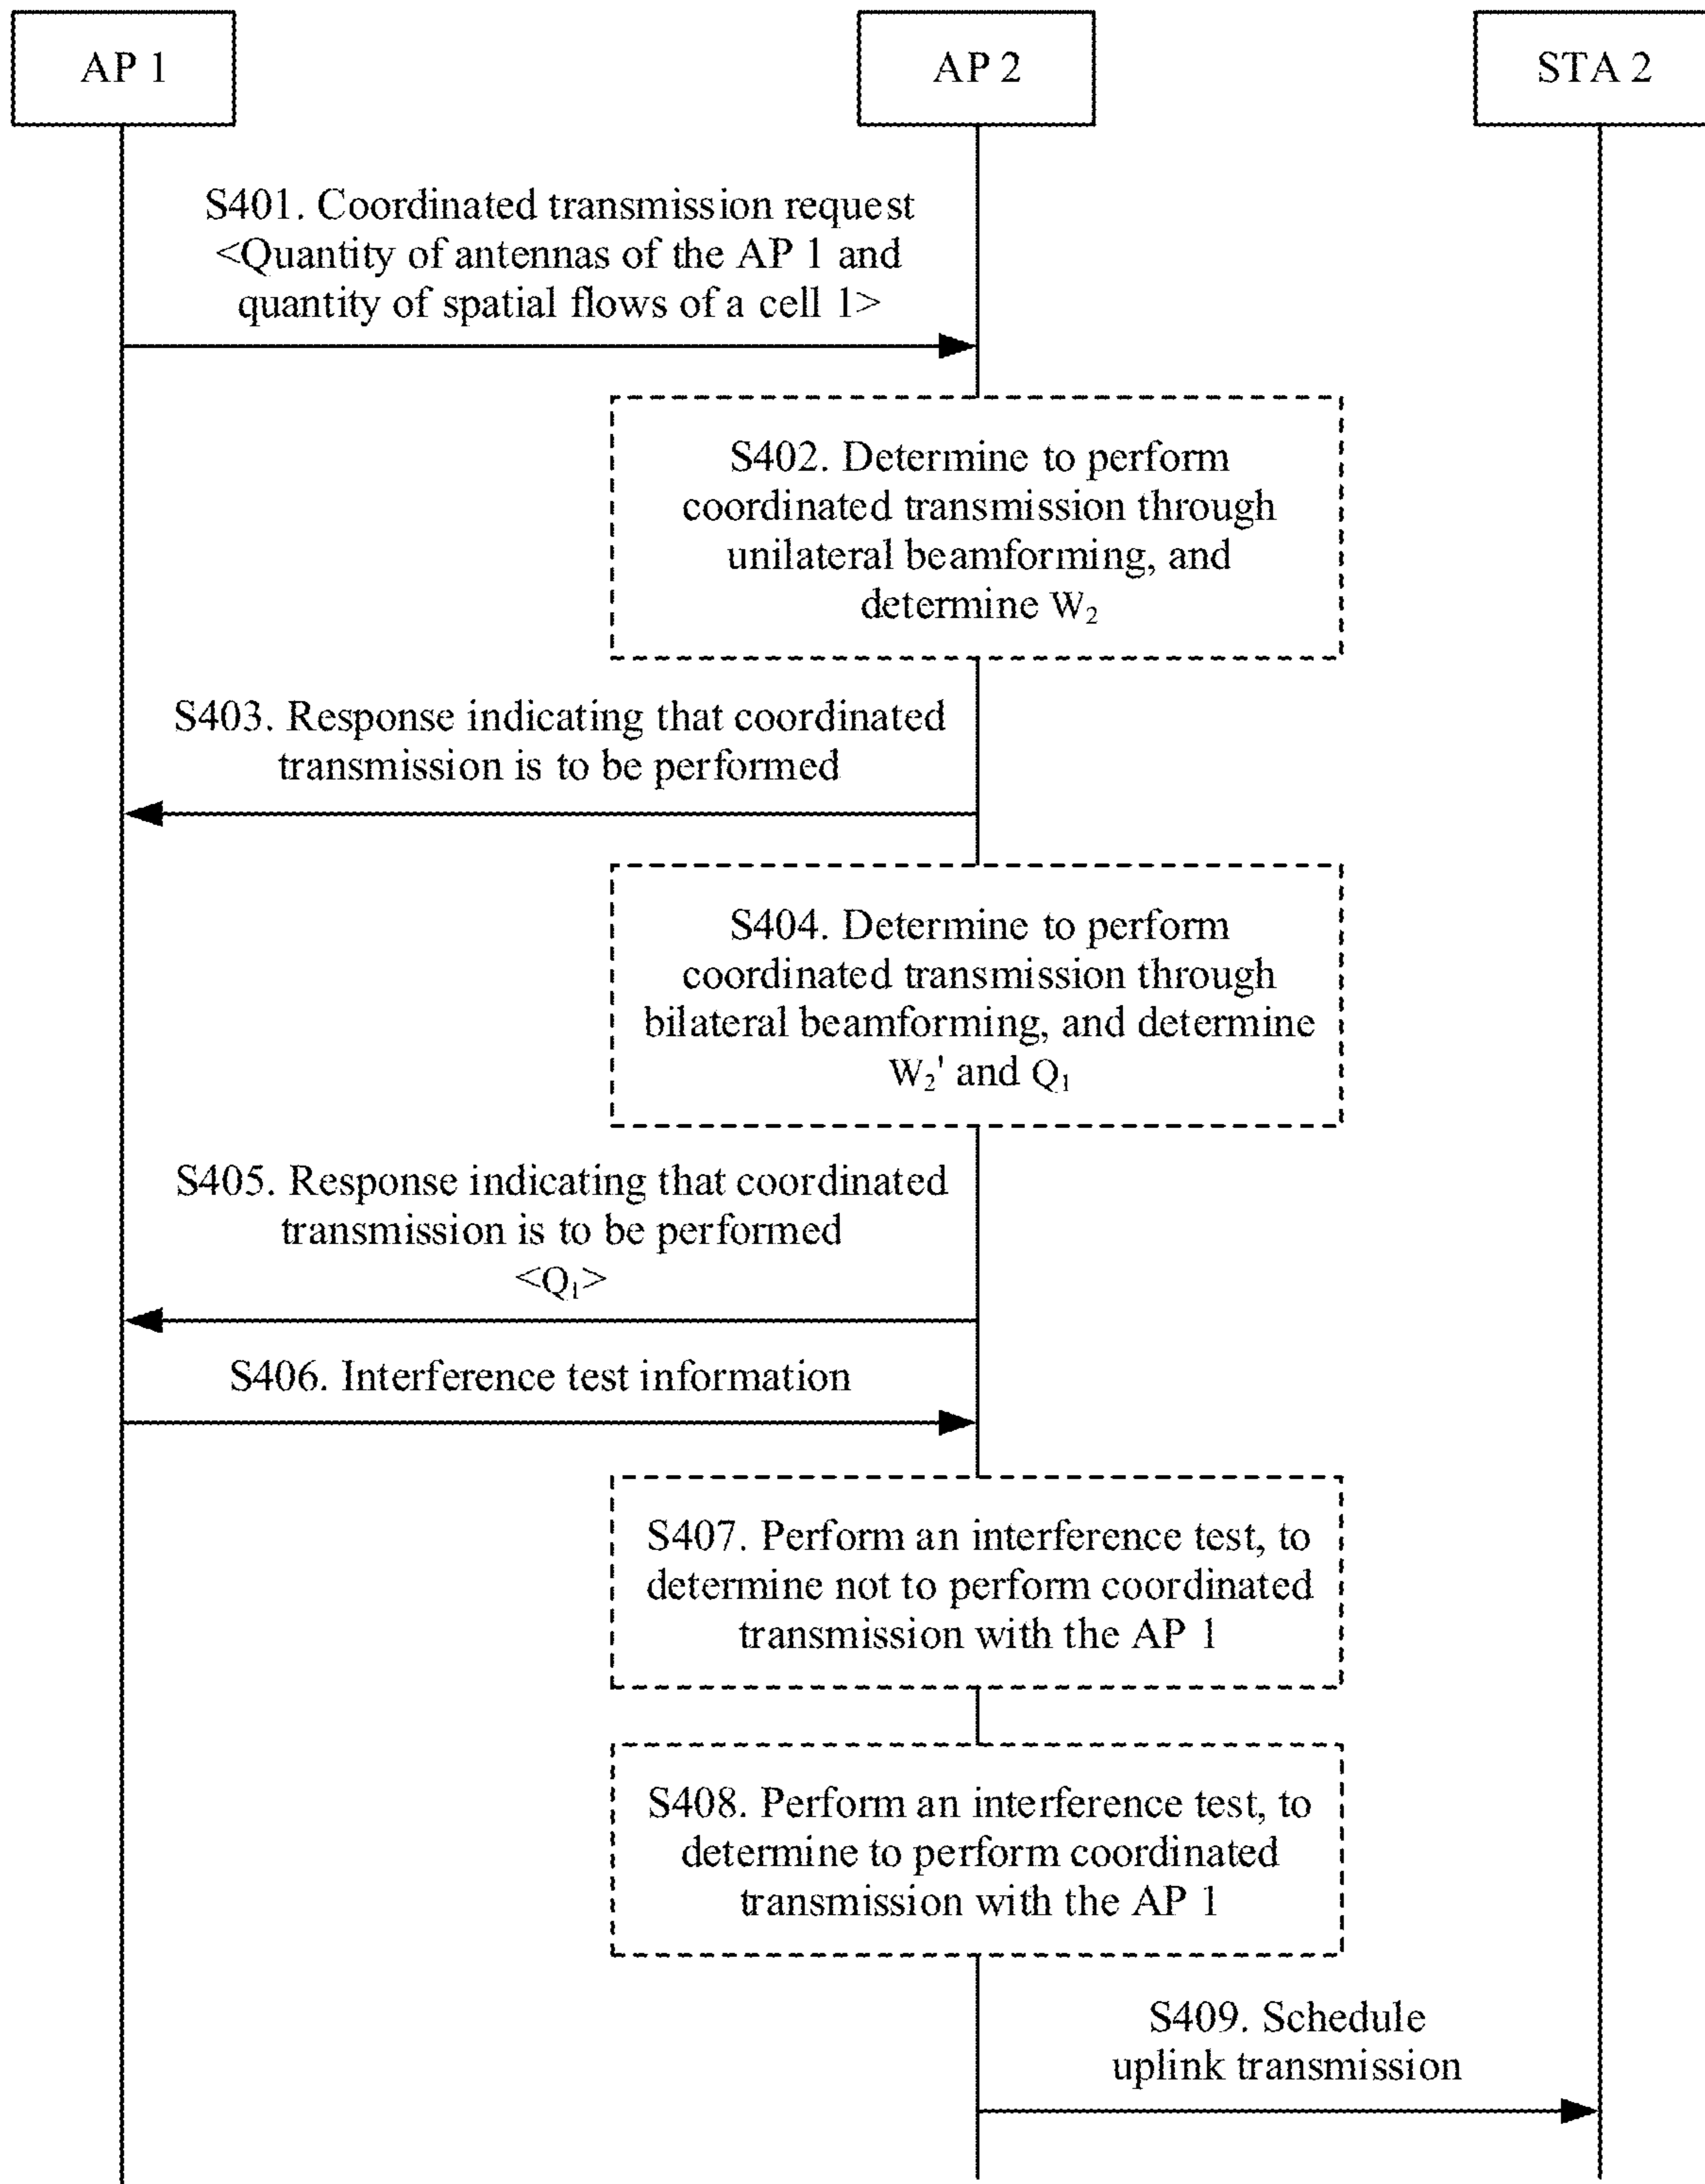 AP 1
AP 2
STA 2
S401. Coordinated transmission request
<Quantity of antennas of the AP 1 and
quantity of spatial flows of a cell 1>
S402. Determine to perform
coordinated transmission through
unilateral beamforming, and
determine W₂
S403. Response indicating that coordinated
transmission is to be performed
S404. Determine to perform
coordinated transmission through
bilateral beamforming, and determine
W₂' and Q₁
S405. Response indicating that coordinated
transmission is to be performed
<Q₁>
S406. Interference test information
S407. Perform an interference test, to
determine not to perform coordinated
transmission with the AP 1
S408. Perform an interference test, to
determine to perform coordinated
transmission with the AP 1
S409. Schedule
uplink transmission